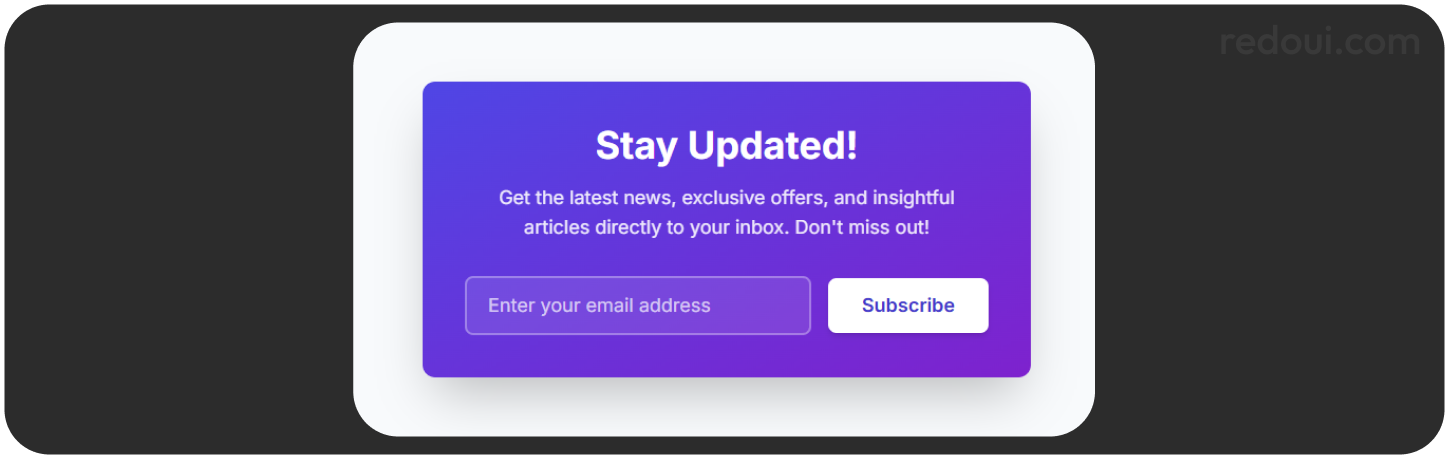 redoui.com
Stay Updated!
Get the latest news, exclusive offers, and insightful
articles directly to your inbox. Don't miss out!
Enter your email address
Subscribe